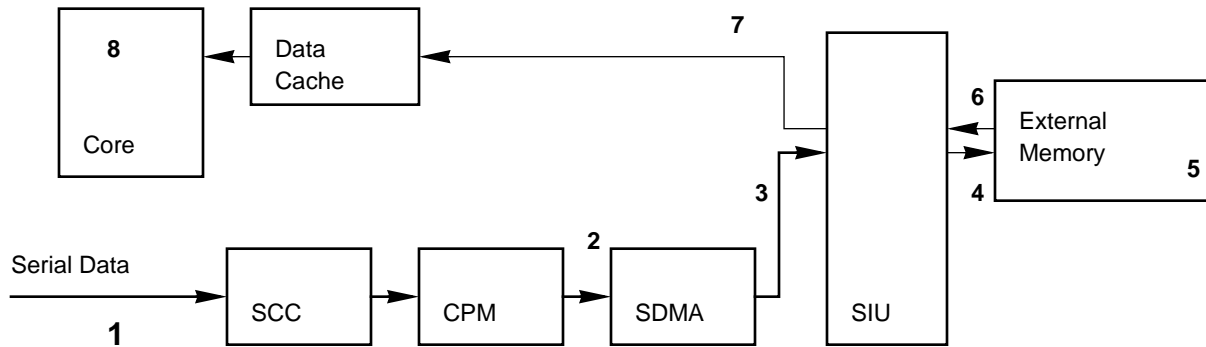 7
8
Data
Cache
6
External
Memory
Core
5
3
4
2
Serial Data
SCC
CPM
SDMA
SIU
1